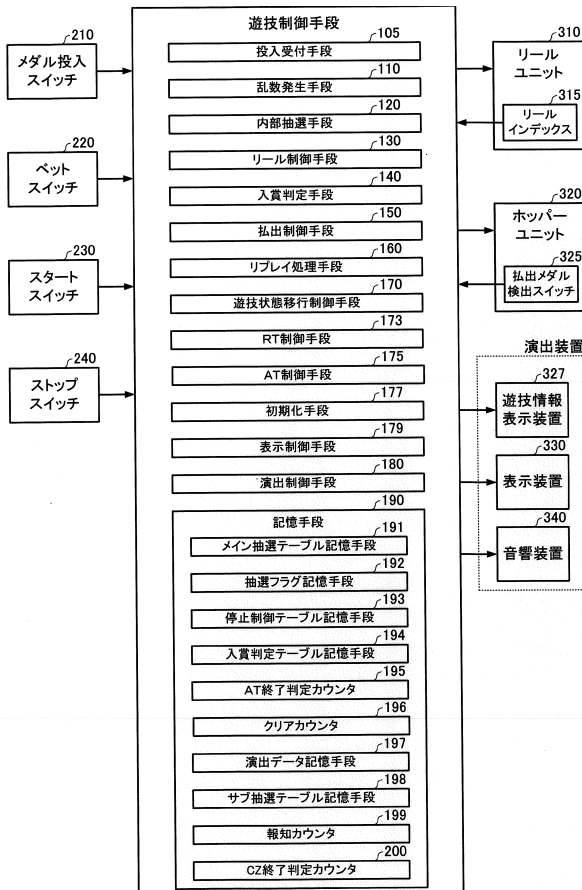 210
メダル投入
スイッチ
220
ベット
スイッチ
230
スタート
スイッチ
240
ストップ
スイッチ
遊技制御手段
105
投入受付手段
110
乱数発生手段
120
内部抽選手段
130
リール制御手段
140
入賞判定手段
150
払出制御手段
160
リプレイ処理手段
170
遊技状態移行制御手段
173
RT制御手段
175
AT制御手段
177
初期化手段
179
表示制御手段
180
演出制御手段
190
記憶手段
191
メイン抽選テーブル記憶手段
192
抽選フラグ記憶手段
193
停止制御テーブル記憶手段
194
入賞判定テーブル記憶手段
195
AT終了判定カウンタ
196
クリアカウンタ
197
演出データ記憶手段
198
サブ抽選テーブル記憶手段
199
報知カウンタ
200
CZ終了判定カウンタ
310
リール
ユニット
315
リール
インデックス
320
ホッパー
ユニット
325
払出メダル
検出スイッチ
演出装置
327
遊技情報
表示装置
330
表示装置
340
音響装置